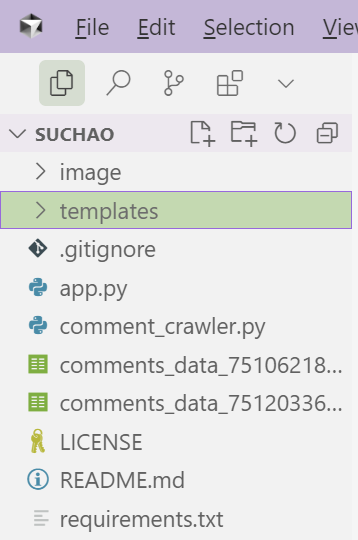 File Edit Selection Vie
SUCHAO
image
templates
.gitignore
app.py
comment_crawler.py
comments_data_75106218...
comments_data_75120336...
LICENSE
README.md
requirements.txt